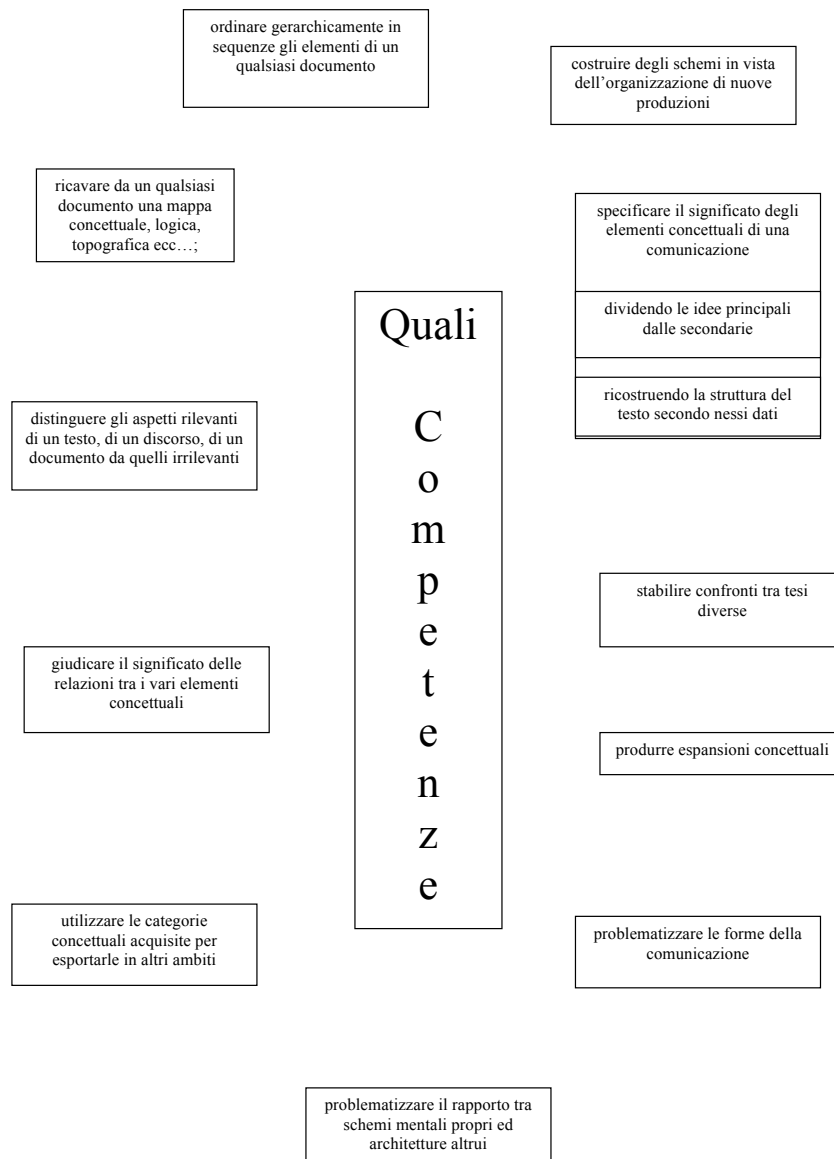 ordinare gerarchicamente in
sequenze gli elementi di un
qualsiasi documento
costruire degli schemi in vista
dell’organizzazione di nuove
produzioni
ricavare da un qualsiasi
documento una mappa
concettuale, logica,
topografica ecc…;
specificare il significato degli
elementi concettuali di una
comunicazione
dividendo le idee principali
dalle secondarie
ricostruendo la struttura del
testo secondo nessi dati
Quali
C
o
m
p
e
t
e
n
z
e
distinguere gli aspetti rilevanti
di un testo, di un discorso, di un
documento da quelli irrilevanti
stabilire confronti tra tesi
diverse
giudicare il significato delle
relazioni tra i vari elementi
concettuali
produrre espansioni concettuali
utilizzare le categorie
concettuali acquisite per
esportarle in altri ambiti
problematizzare le forme della
comunicazione
problematizzare il rapporto tra
schemi mentali propri ed
architetture altrui